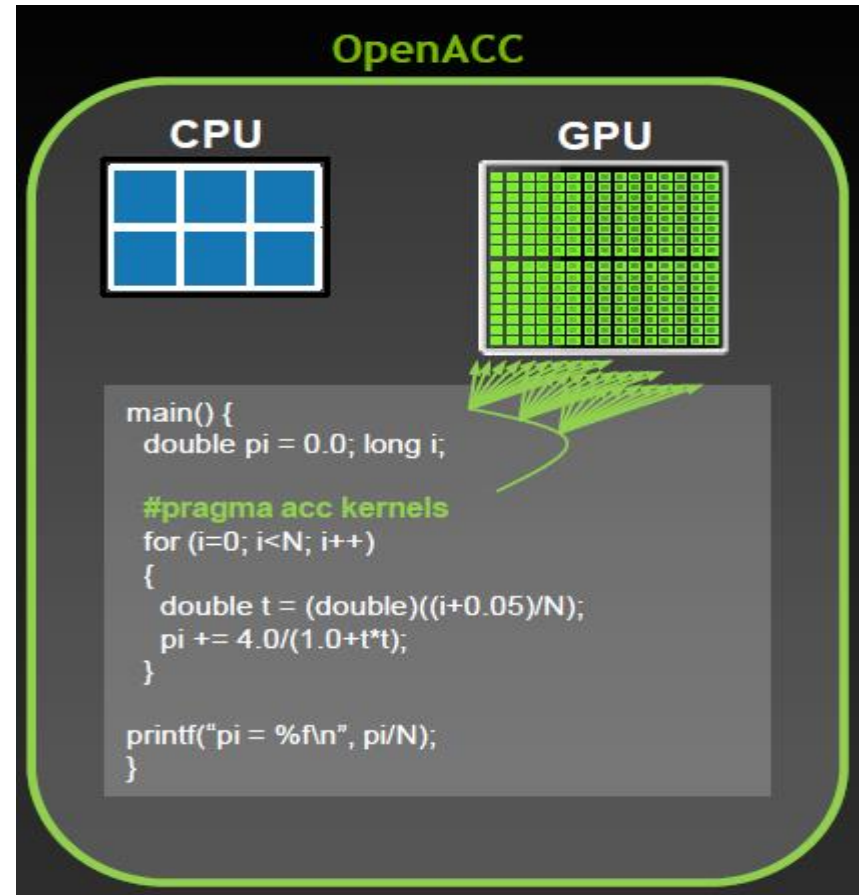 OpenACC
CPU GPU
main() {
double pi = 0.0; long i;
#pragma acc kernels
for (i=0; i<N; i++)
{
double t = (double)((i+0.05)/N);
pi += 4.0/(1.0+t*t);
}
printf(“pi = %f\n”, pi/N);
}